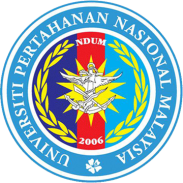 UNIVERSITI PERTAHANAN NASIONAL MALAYSIA
NDUM
2006